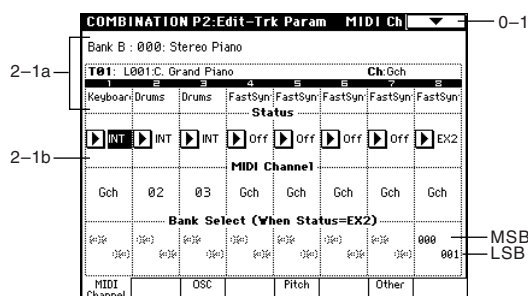 COMBINATION P2:Edit-Trk Param MIDI Ch
0-1
Bank B : 000: Stereo Piano
2-1a
T01: L001:C. Grand Piano Ch:Gch
1 2 3 4 5 6 7 8
Keyboar Drums Drums FastSyn FastSyn FastSyn FastSyn FastSyn
Status
2-1b
INT INT INT Off Off Off Off EX2
MIDI Channel
Gch 02 03 Gch Gch Gch Gch Gch
Bank Select (When Status=EX2)
000 MSB
001 LSB
MIDI Channel OSC Pitch Other